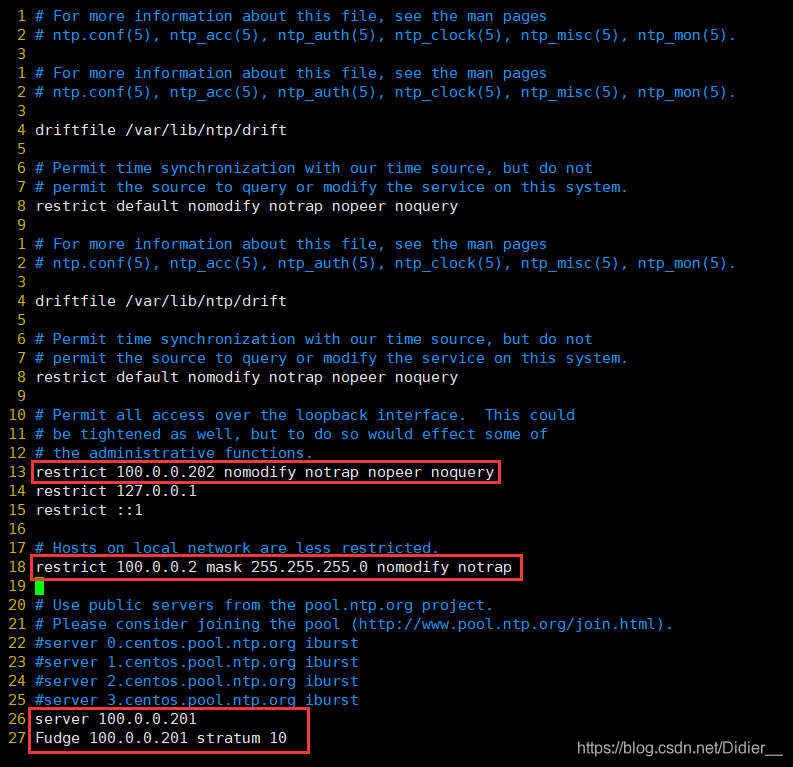 1 # For more information about this file, see the man pages
2 # ntp.conf(5), ntp_acc(5), ntp_auth(5), ntp_clock(5), ntp_misc(5), ntp_mon(5).
3
1 # For more information about this file, see the man pages
2 # ntp.conf(5), ntp_acc(5), ntp_auth(5), ntp_clock(5), ntp_misc(5), ntp_mon(5).
3
4 driftfile /var/lib/ntp/drift
5
6 # Permit time synchronization with our time source, but do not
7 # permit the source to query or modify the service on this system.
8 restrict default nomodify notrap nopeer noquery
9
1 # For more information about this file, see the man pages
2 # ntp.conf(5), ntp_acc(5), ntp_auth(5), ntp_clock(5), ntp_misc(5), ntp_mon(5).
3
4 driftfile /var/lib/ntp/drift
5
6 # Permit time synchronization with our time source, but do not
7 # permit the source to query or modify the service on this system.
8 restrict default nomodify notrap nopeer noquery
9
10 # Permit all access over the loopback interface.  This could
11 # be tightened as well, but to do so would effect some of
12 # the administrative functions.
13 restrict 100.0.0.202 nomodify notrap nopeer noquery
14 restrict 127.0.0.1
15 restrict ::1
16
17 # Hosts on local network are less restricted.
18 restrict 100.0.0.2 mask 255.255.255.0 nomodify notrap
19
20 # Use public servers from the pool.ntp.org project.
21 # Please consider joining the pool (http://www.pool.ntp.org/join.html).
22 #server 0.centos.pool.ntp.org iburst
23 #server 1.centos.pool.ntp.org iburst
24 #server 2.centos.pool.ntp.org iburst
25 #server 3.centos.pool.ntp.org iburst
26 server 100.0.0.201
27 Fudge 100.0.0.201 stratum 10
https://blog.csdn.net/Didier__